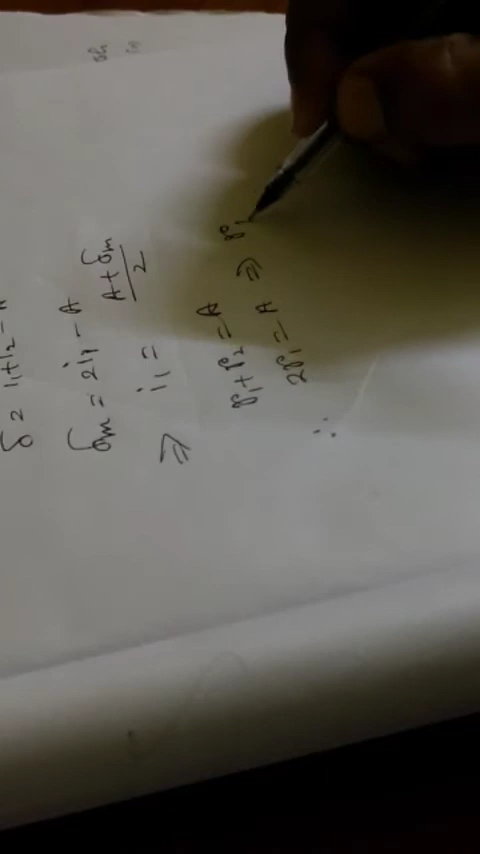 δ = i₁+i₂ - A
δm = 2i₁ - A
⇒ i₁ = A+δm/2
r₁+r₂ = A
∴ 2r₁ = A ⇒ r₁